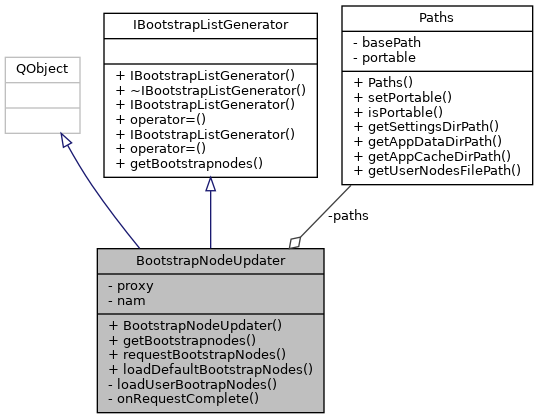 QObject
IBootstrapListGenerator
+ IBootstrapListGenerator()
+ ~IBootstrapListGenerator()
+ IBootstrapListGenerator()
+ operator=()
+ IBootstrapListGenerator()
+ operator=()
+ getBootstrapnodes()
Paths
- basePath
- portable
+ Paths()
+ setPortable()
+ isPortable()
+ getSettingsDirPath()
+ getAppDataDirPath()
+ getAppCacheDirPath()
+ getUserNodesFilePath()
-paths
BootstrapNodeUpdater
- proxy
- nam
+ BootstrapNodeUpdater()
+ getBootstrapnodes()
+ requestBootstrapNodes()
+ loadDefaultBootstrapNodes()
- loadUserBootrapNodes()
- onRequestComplete()